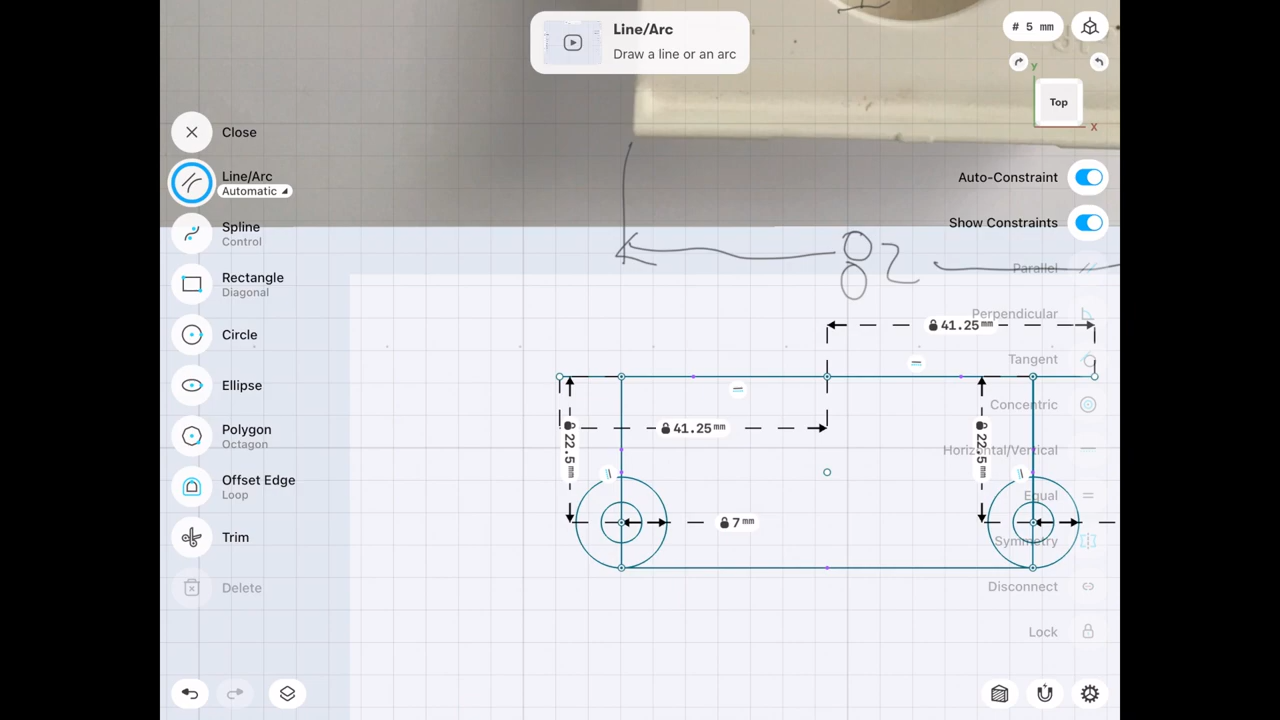 Line/Arc
Draw a line or an arc
# 5 mm
Y
Top
X
Close
Line/Arc
Automatic
Spline
Control
Rectangle
Diagonal
Circle
Ellipse
Polygon
Octagon
Offset Edge
Loop
Trim
Delete
Auto-Constraint
Show Constraints
Parallel
Perpendicular
Tangent
Concentric
Horizontal/Vertical
Equal
Symmetry
Disconnect
Lock
82
41.25 mm
41.25 mm
22.5 mm
22.5 mm
7 mm